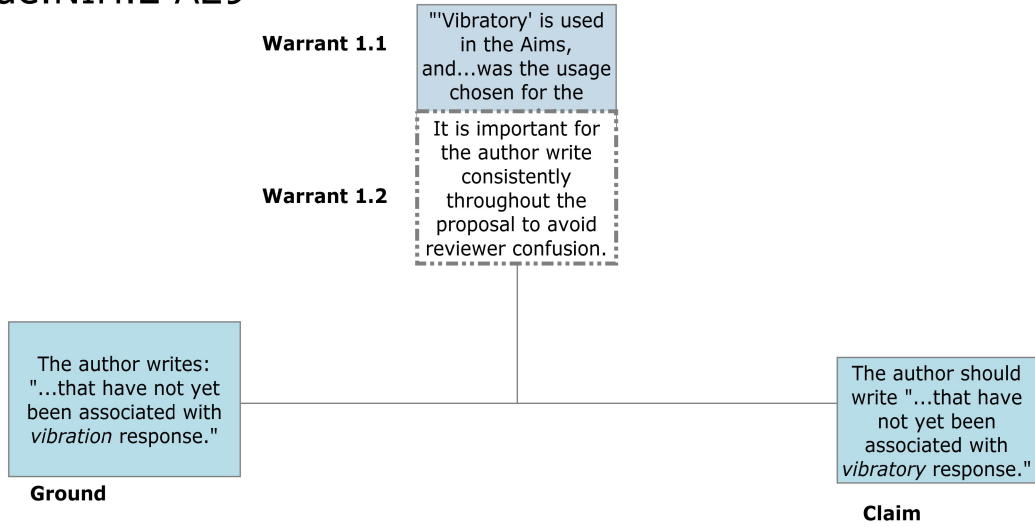 Warrant 1.1
"'Vibratory' is used
in the Aims,
and...was the usage
chosen for the
Warrant 1.2
It is important for
the author write
consistently
throughout the
proposal to avoid
reviewer confusion.
The author writes:
"...that have not yet
been associated with
vibration response."
Ground
The author should
write "...that have
not yet been
associated with
vibratory response."
Claim